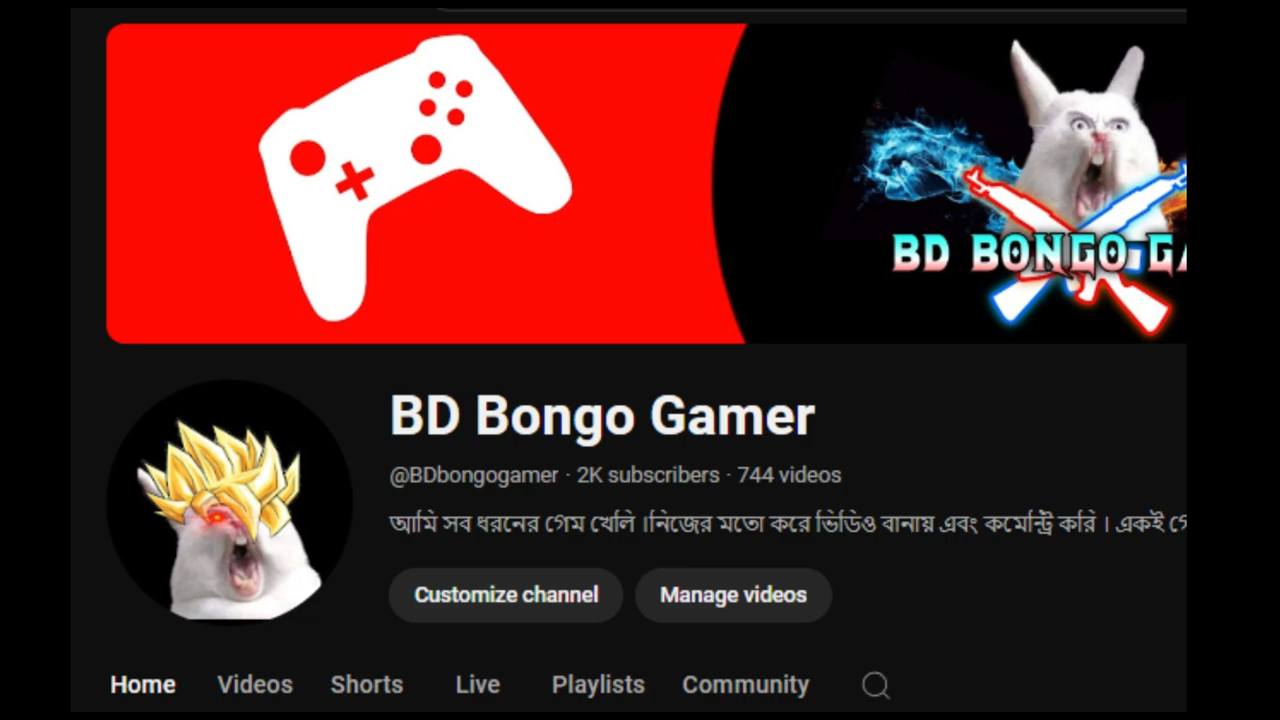 BD BONGO GA
BD Bongo Gamer
@BDbongogamer · 2K subscribers · 744 videos
আমি সব ধরনের গেম খেলি ।নিজের মতো করে ভিডিও বানায় এবং কমেন্ট্রি করি । একই
Customize channel Manage videos
Home Videos Shorts Live Playlists Community